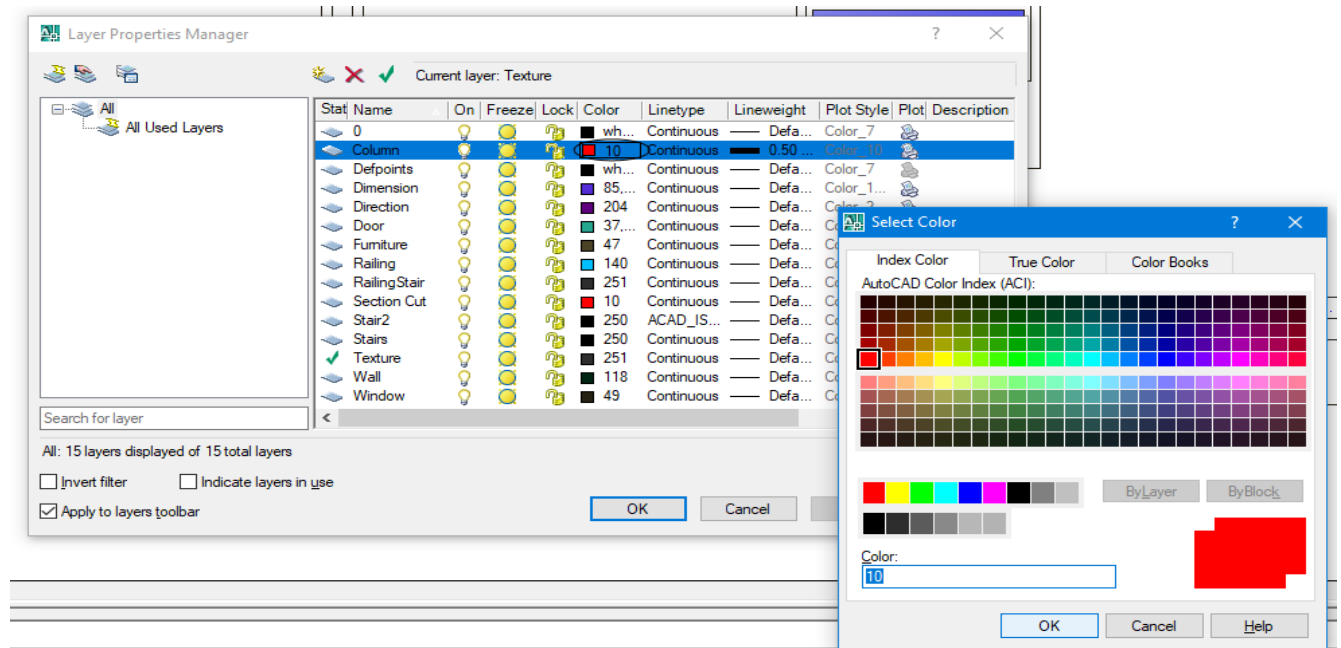 Layer Properties Manager
?
Current layer: Texture
All
All Used Layers
Stat Name On Freeze Lock Color Linetype Lineweight Plot Style Plot Description
0 wh... Continuous Defa... Color_7
Column 10 Continuous 0.50 ... Color_10
Defpoints wh... Continuous Defa... Color_7
Dimension 85,... Continuous Defa... Color_1...
Direction 204 Continuous Defa...
Door 37,... Continuous Defa...
Furniture 47 Continuous Defa...
Railing 140 Continuous Defa...
RailingStair 251 Continuous Defa...
Section Cut 10 Continuous Defa...
Stair2 250 ACAD_IS... Defa...
Stairs 250 Continuous Defa...
Texture 251 Continuous Defa...
Wall 118 Continuous Defa...
Window 49 Continuous Defa...
Search for layer
All: 15 layers displayed of 15 total layers
Invert filter Indicate layers in use
Apply to layers toolbar
OK Cancel
Select Color ?
Index Color True Color Color Books
AutoCAD Color Index (ACI):
ByLayer ByBlock
Color:
10
OK Cancel Help